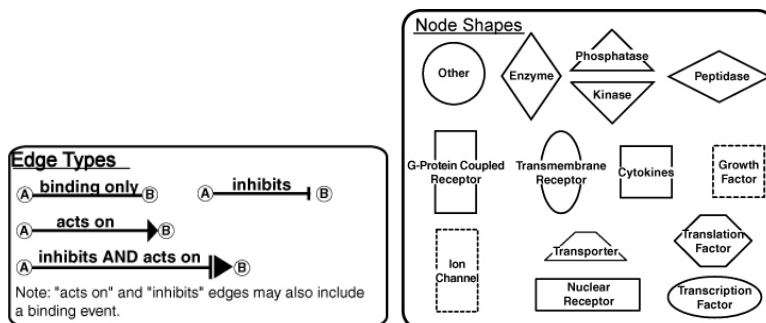 Edge Types
A binding only B
A inhibits B
A acts on B
A inhibits AND acts on B
Note: "acts on" and "inhibits" edges may also include
a binding event.
Node Shapes
Other
Enzyme
Phosphatase
Kinase
Peptidase
G-Protein Coupled
Receptor
Transmembrane
Receptor
Cytokines
Growth
Factor
Ion
Channel
Transporter
Nuclear
Receptor
Translation
Factor
Transcription
Factor